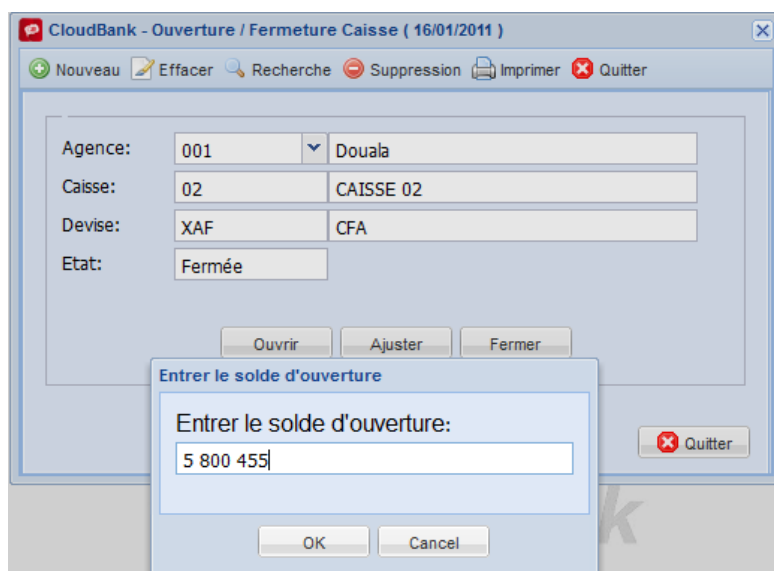 CloudBank - Ouverture / Fermeture Caisse ( 16/01/2011 )
Nouveau Effacer Recherche Suppression Imprimer Quitter
Agence: 001 Douala
Caisse: 02 CAISSE 02
Devise: XAF CFA
Etat: Fermée
Ouvrir Ajuster Fermer
Entrer le solde d'ouverture
Entrer le solde d'ouverture:
5 800 455
Quitter
OK Cancel
k